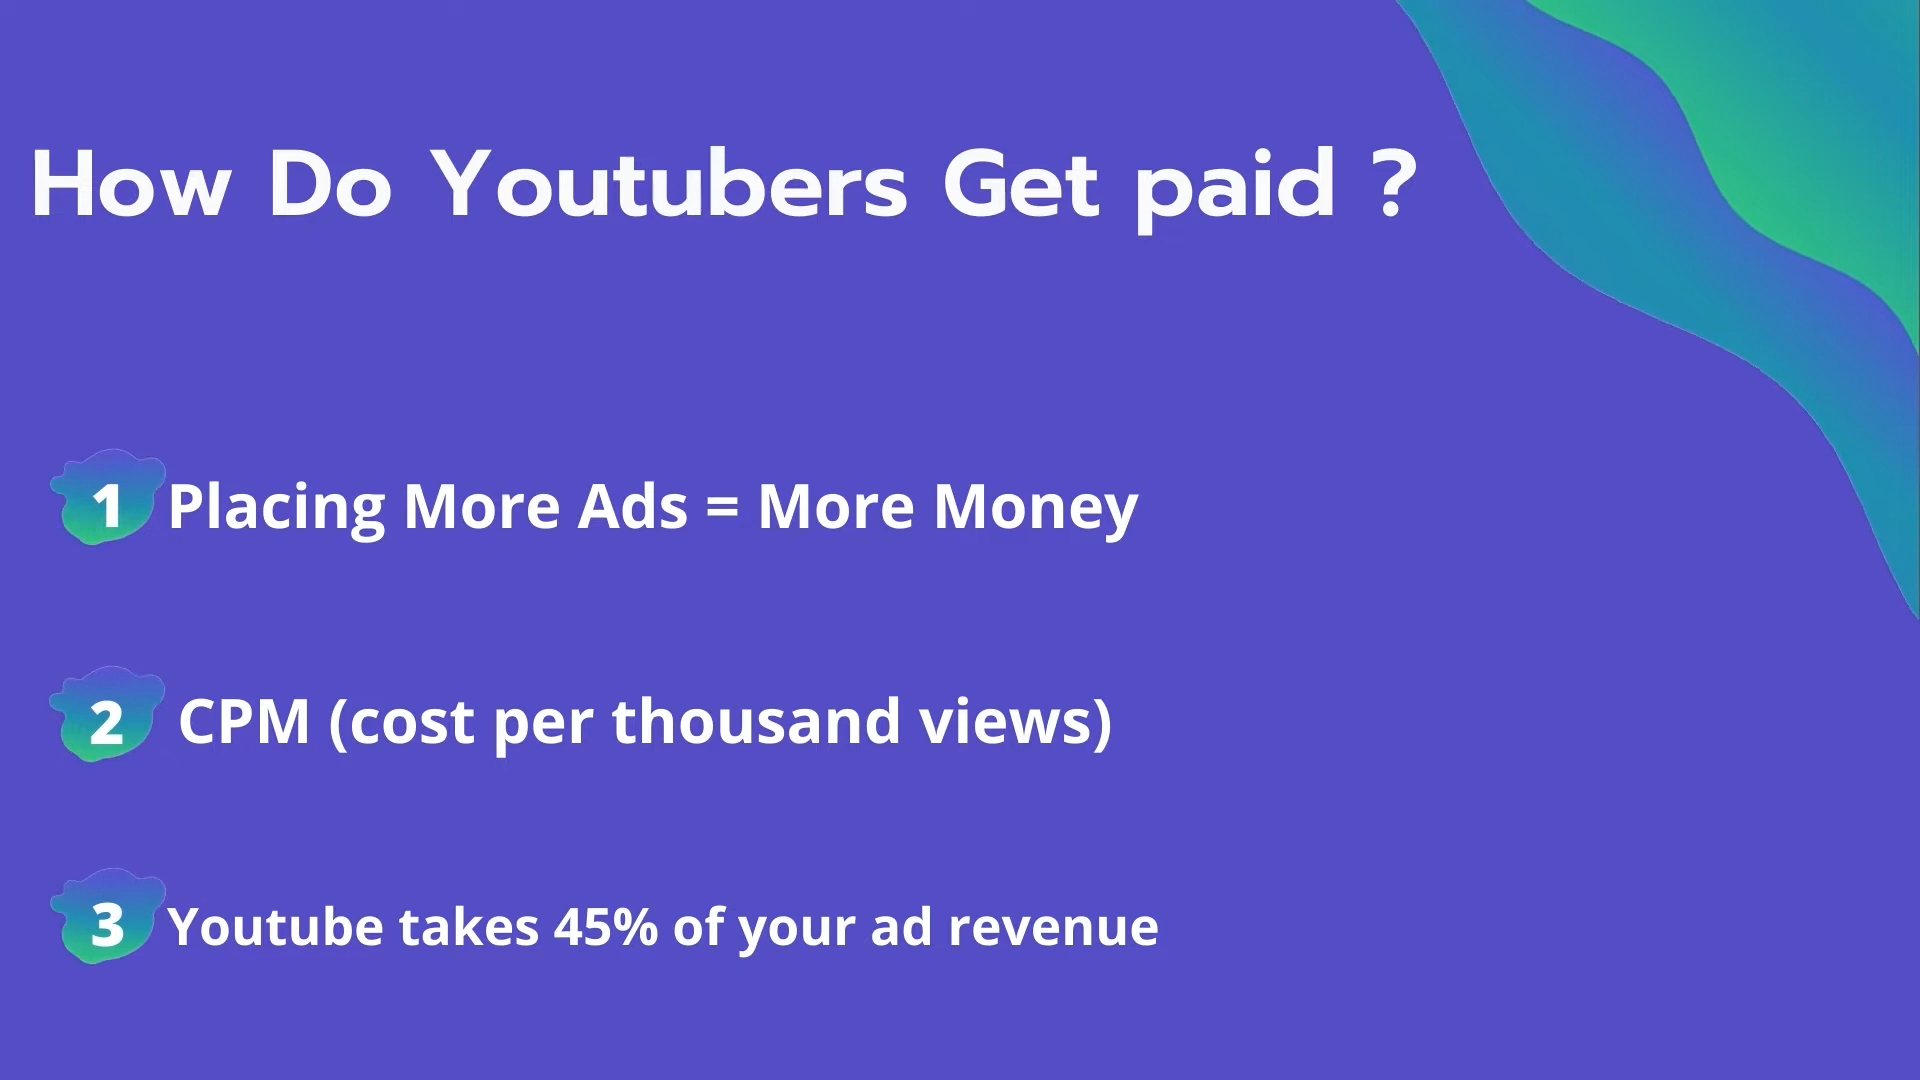 How Do Youtubers Get paid ?
1 Placing More Ads = More Money
2 CPM (cost per thousand views)
3 Youtube takes 45% of your ad revenue